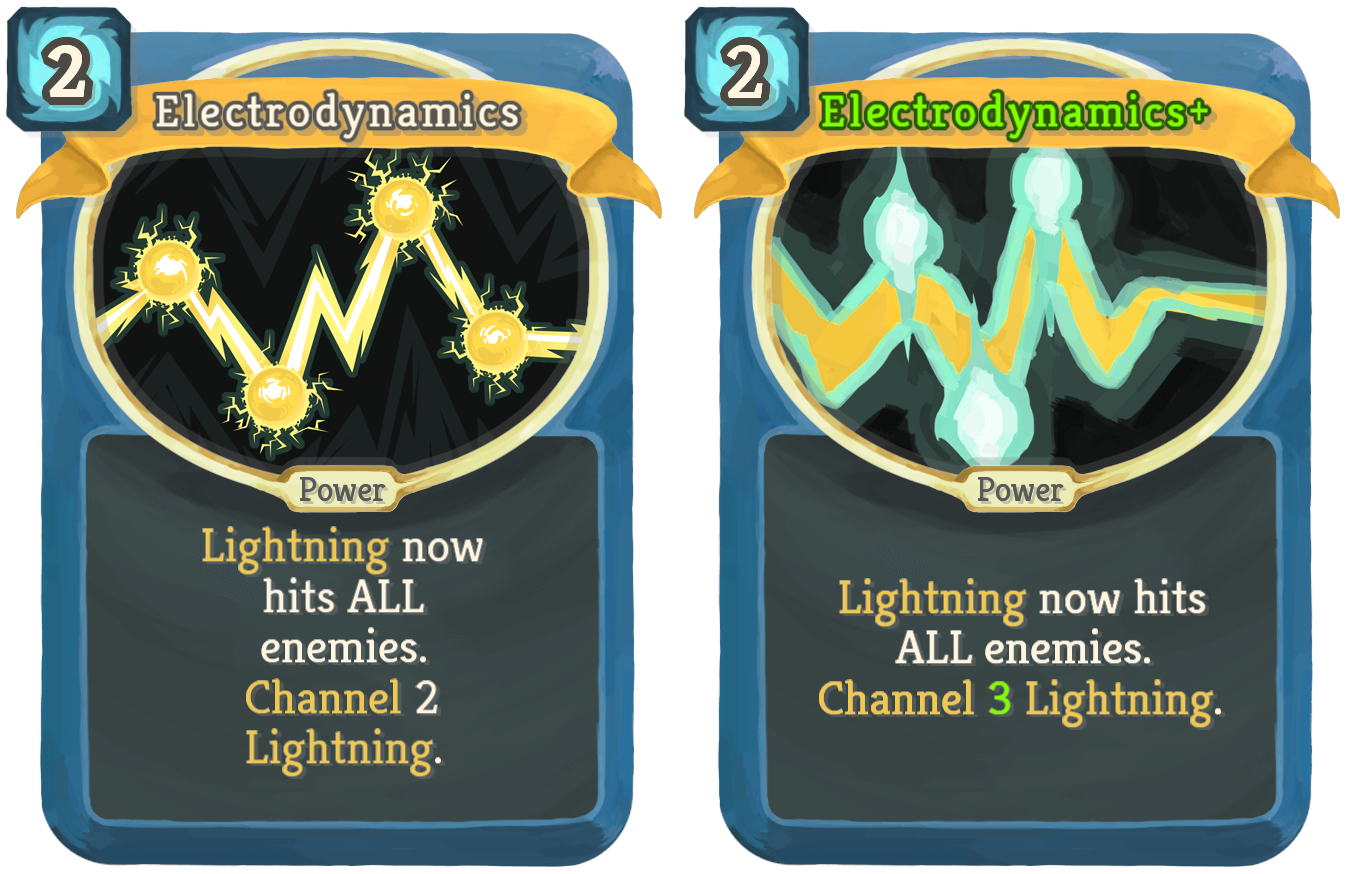 2
Electrodynamics
Power
Lightning now
hits ALL
enemies.
Channel 2
Lightning.
2
Electrodynamics+
Power
Lightning now hits
ALL enemies.
Channel 3 Lightning.